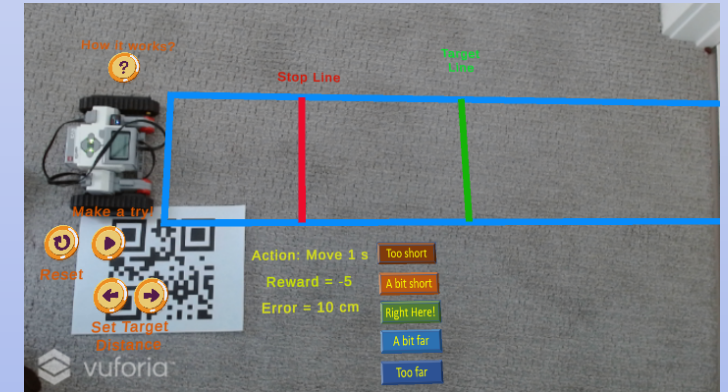 How it works?
?
Stop Line
Target
Line
Make a try!
Reset
Set Target
Distance
Action: Move 1 s
Reward = -5
Error = 10 cm
Too short
A bit short
Right Here!
A bit far
Too far
vuforia™